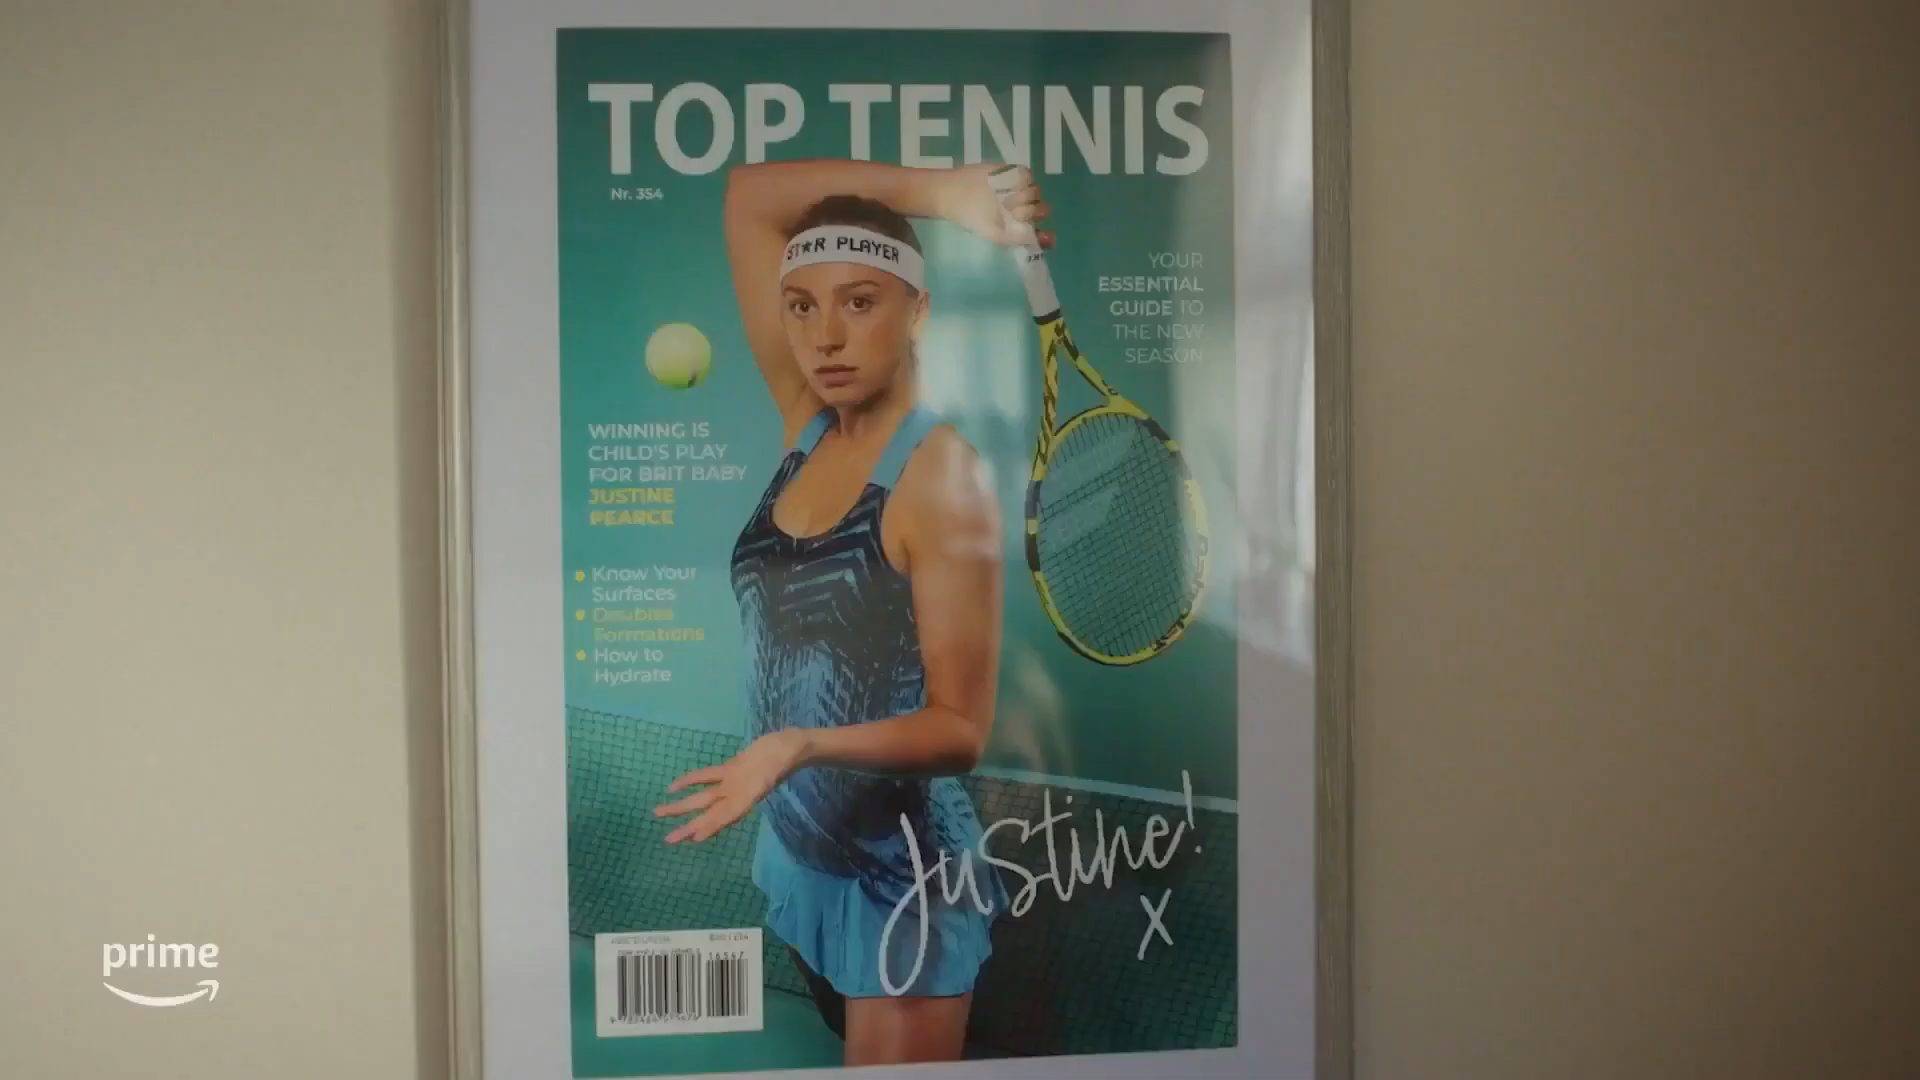 TOP TENNIS
Nr. 354
ST★R PLAYER
YOUR
ESSENTIAL
GUIDE TO
THE NEW
SEASON
WINNING IS
CHILD'S PLAY
FOR BRIT BABY
JUSTINE
PEARCE
Know Your
Surfaces
Doubles
Formations
How to
Hydrate
Justine!
X
prime